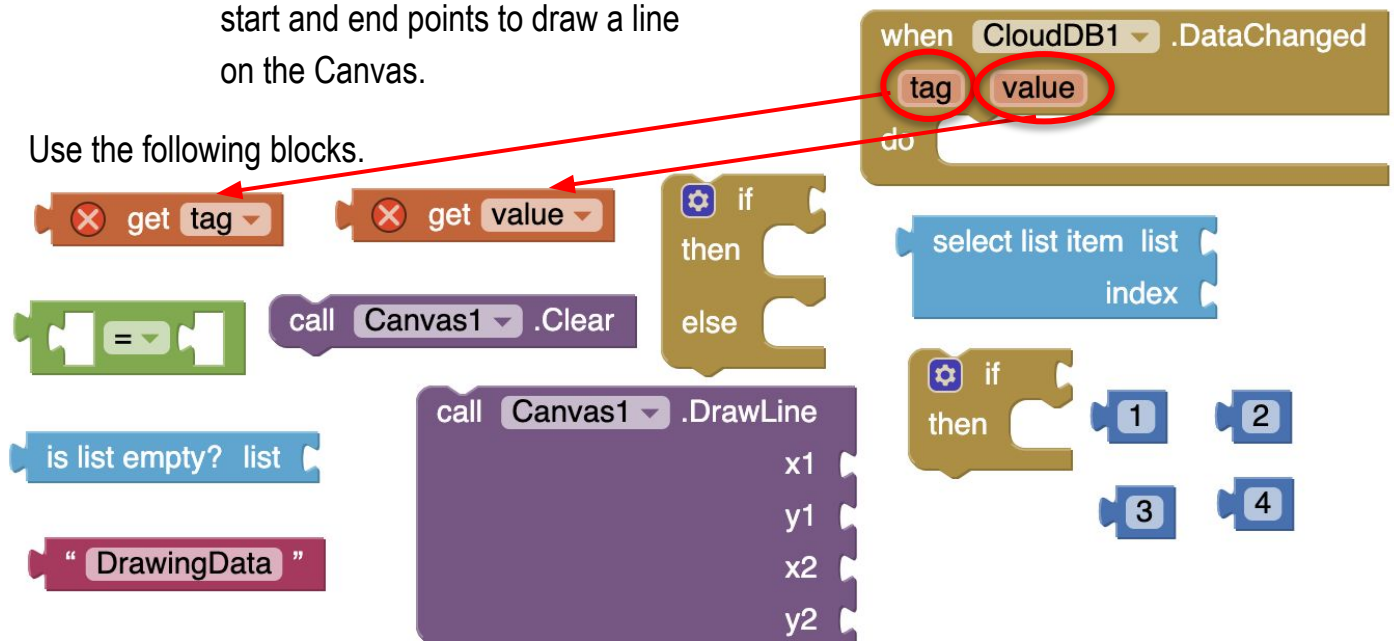 start and end points to draw a line
on the Canvas.
when CloudDB1 .DataChanged
tag value
do
Use the following blocks.
get tag
get value
if
then
else
select list item list
index
=
call Canvas1 .Clear
if
then
1
2
3
4
call Canvas1 .DrawLine
x1
y1
x2
y2
is list empty? list
“ DrawingData ”